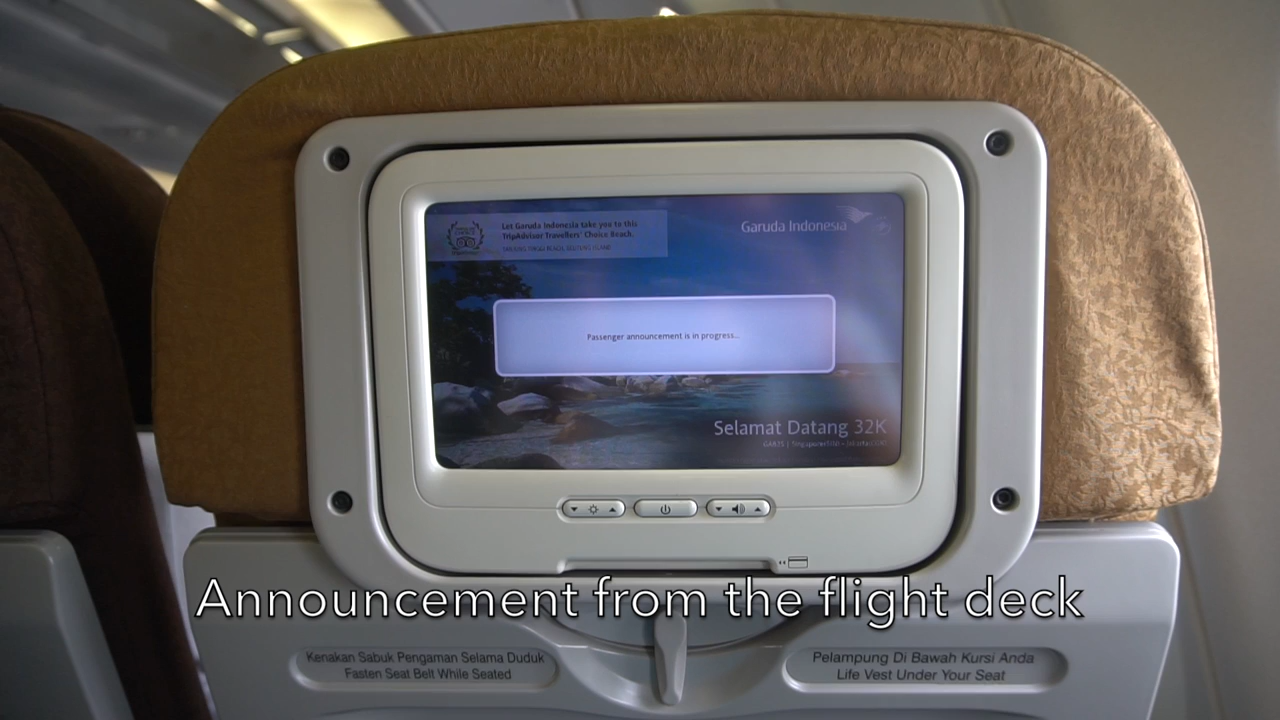 Let Garuda Indonesia take you to this
TripAdvisor Travellers' Choice Beach.
Garuda Indonesia
Passenger announcement is in progress...
Selamat Datang 32K
Announcement from the flight deck
Kenakan Sabuk Pengaman Selama Duduk
Fasten Seat Belt While Seated
Pelampung Di Bawah Kursi Anda
Life Vest Under Your Seat